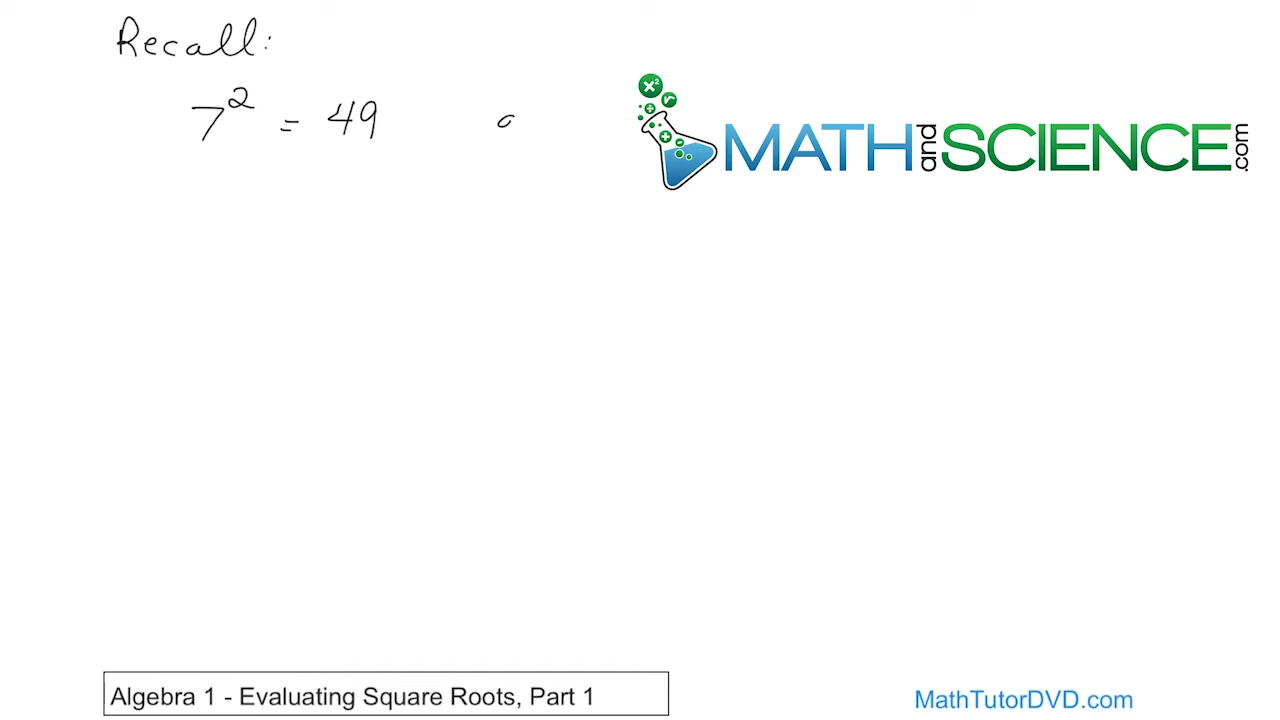 Recall:
7² = 49
MATH and SCIENCE .com
Algebra 1 - Evaluating Square Roots, Part 1
MathTutorDVD.com